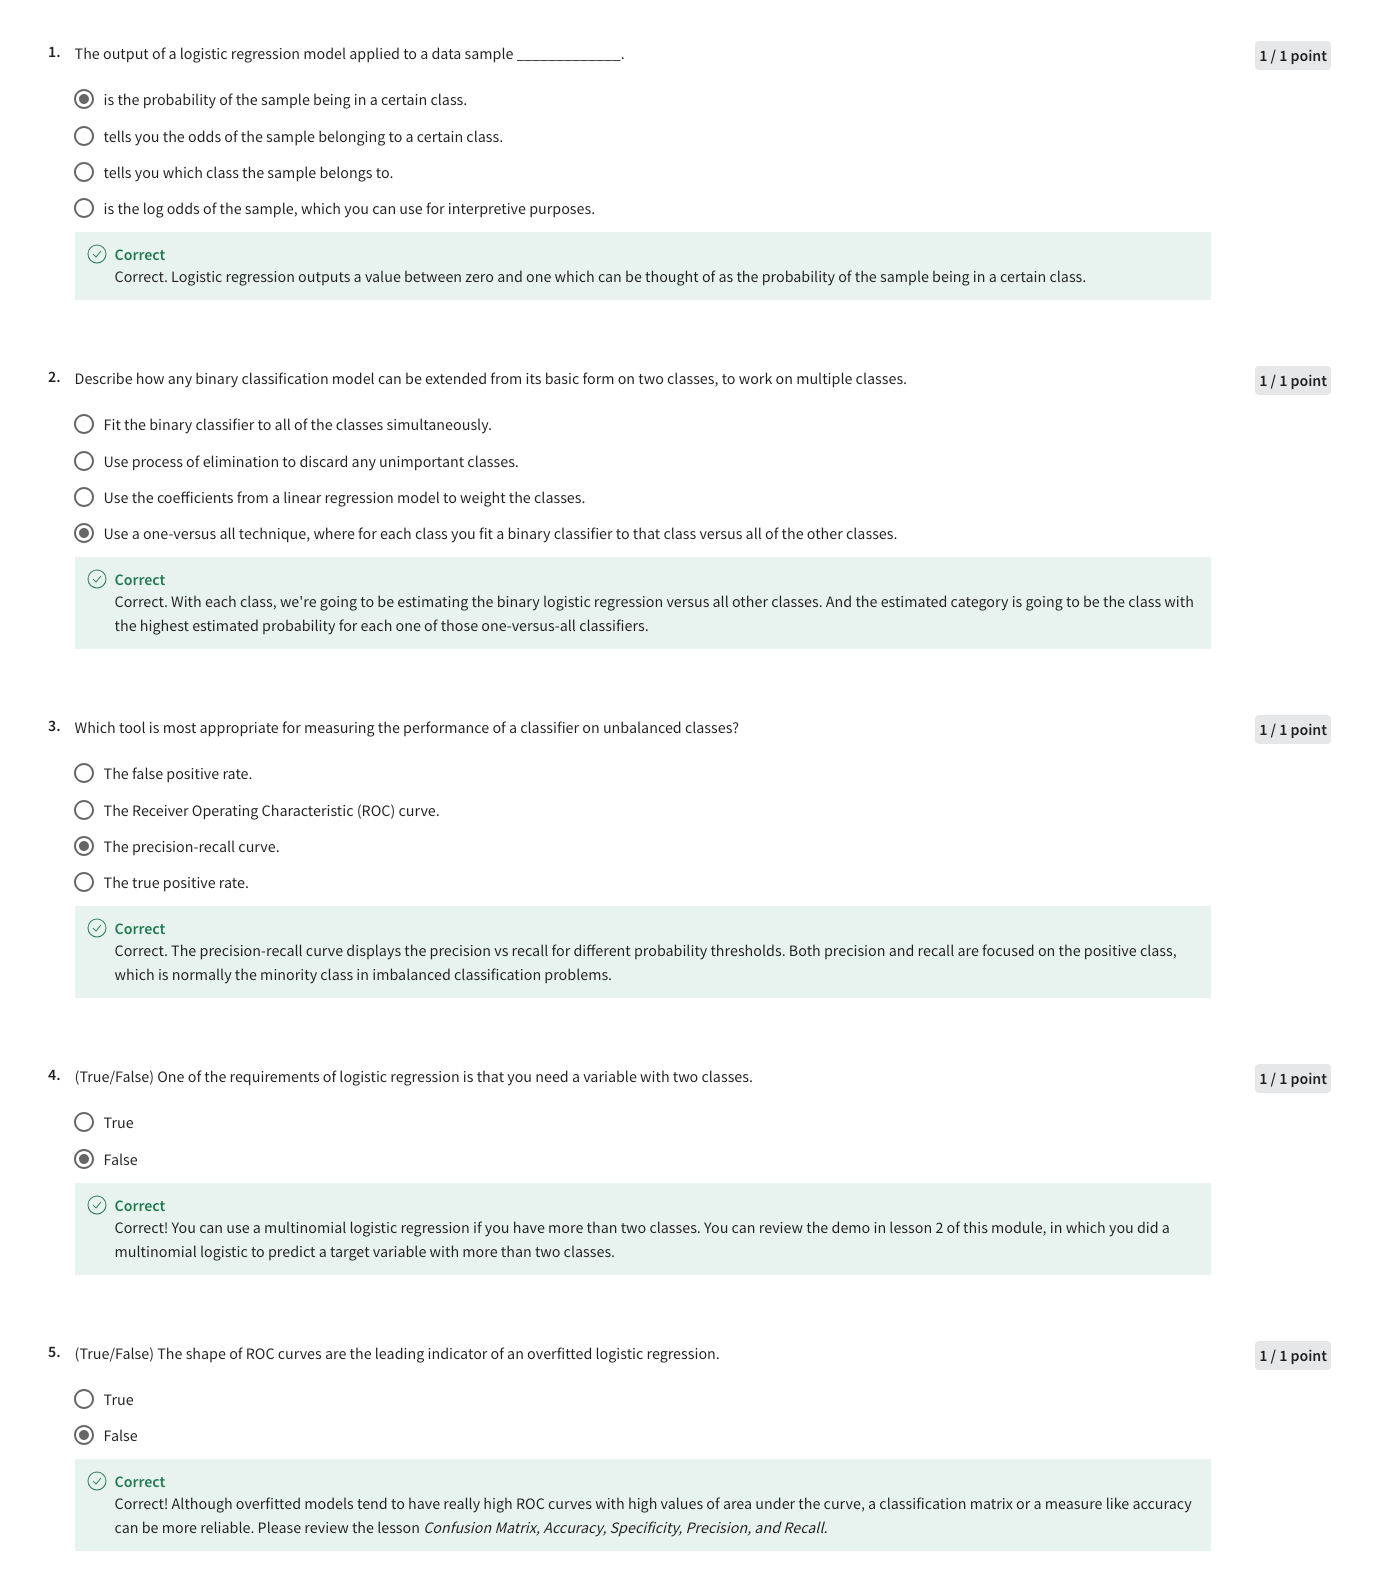 1. The output of a logistic regression model applied to a data sample _____________. 1 / 1 point
is the probability of the sample being in a certain class.
tells you the odds of the sample belonging to a certain class.
tells you which class the sample belongs to.
is the log odds of the sample, which you can use for interpretive purposes.
Correct
Correct. Logistic regression outputs a value between zero and one which can be thought of as the probability of the sample being in a certain class.
2. Describe how any binary classification model can be extended from its basic form on two classes, to work on multiple classes. 1 / 1 point
Fit the binary classifier to all of the classes simultaneously.
Use process of elimination to discard any unimportant classes.
Use the coefficients from a linear regression model to weight the classes.
Use a one-versus all technique, where for each class you fit a binary classifier to that class versus all of the other classes.
Correct
Correct. With each class, we're going to be estimating the binary logistic regression versus all other classes. And the estimated category is going to be the class with
the highest estimated probability for each one of those one-versus-all classifiers.
3. Which tool is most appropriate for measuring the performance of a classifier on unbalanced classes? 1 / 1 point
The false positive rate.
The Receiver Operating Characteristic (ROC) curve.
The precision-recall curve.
The true positive rate.
Correct
Correct. The precision-recall curve displays the precision vs recall for different probability thresholds. Both precision and recall are focused on the positive class,
which is normally the minority class in imbalanced classification problems.
4. (True/False) One of the requirements of logistic regression is that you need a variable with two classes. 1 / 1 point
True
False
Correct
Correct! You can use a multinomial logistic regression if you have more than two classes. You can review the demo in lesson 2 of this module, in which you did a
multinomial logistic to predict a target variable with more than two classes.
5. (True/False) The shape of ROC curves are the leading indicator of an overfitted logistic regression. 1 / 1 point
True
False
Correct
Correct! Although overfitted models tend to have really high ROC curves with high values of area under the curve, a classification matrix or a measure like accuracy
can be more reliable. Please review the lesson Confusion Matrix, Accuracy, Specificity, Precision, and Recall.